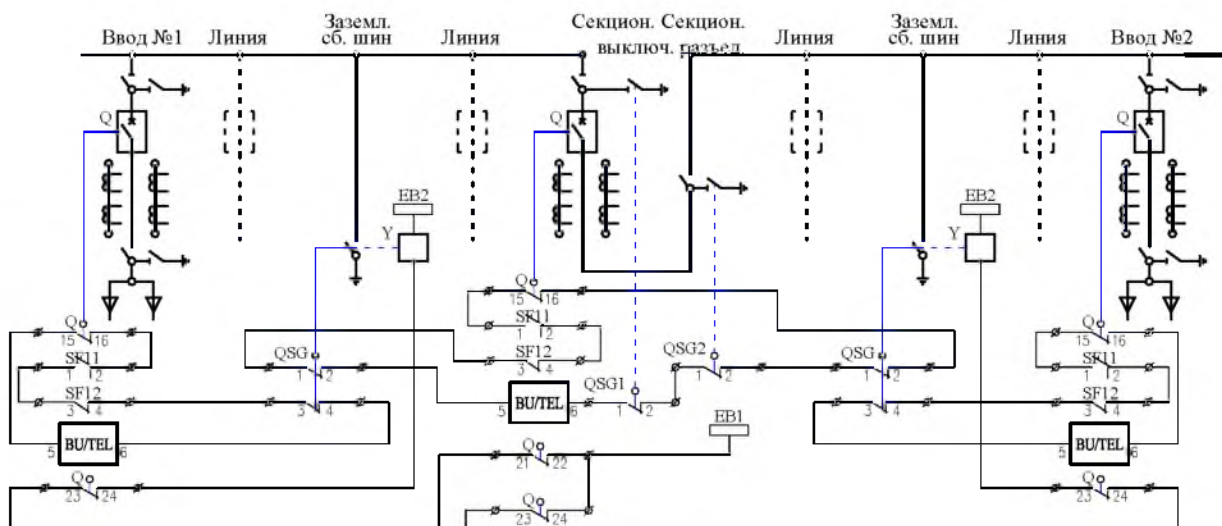 Ввод №1
Линия
Заземл.
сб. шин
Линия
Секцион. Секцион.
выключ. разъед.
Линия
Заземл.
сб. шин
Линия
Ввод №2
Q
Q
Q
EB2
Y
EB2
Y
Q
15 16
SF11
1 2
SF12
3 4
5 BU/TEL 6
Q
23 24
QSG
1 2
3 4
Q
15 16
SF11
1 2
SF12
3 4
5 BU/TEL 6
QSG1
1 2
QSG2
1 2
EB1
Q
21 22
Q
23 24
QSG
1 2
3 4
Q
15 16
SF11
1 2
SF12
3 4
5 BU/TEL 6
Q
23 24